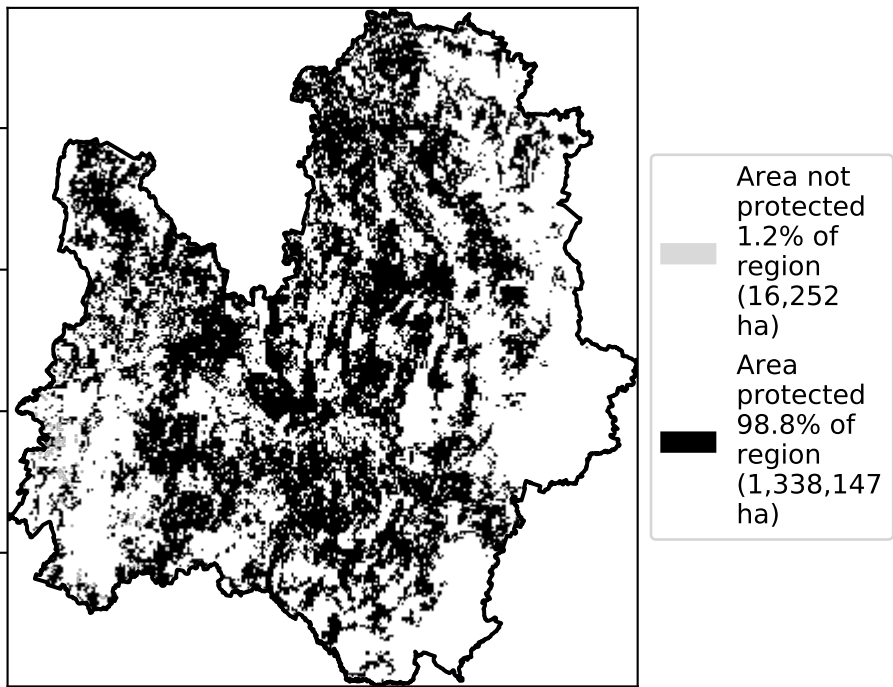 Area not
protected
1.2% of
region
(16,252
ha)
Area
protected
98.8% of
region
(1,338,147
ha)